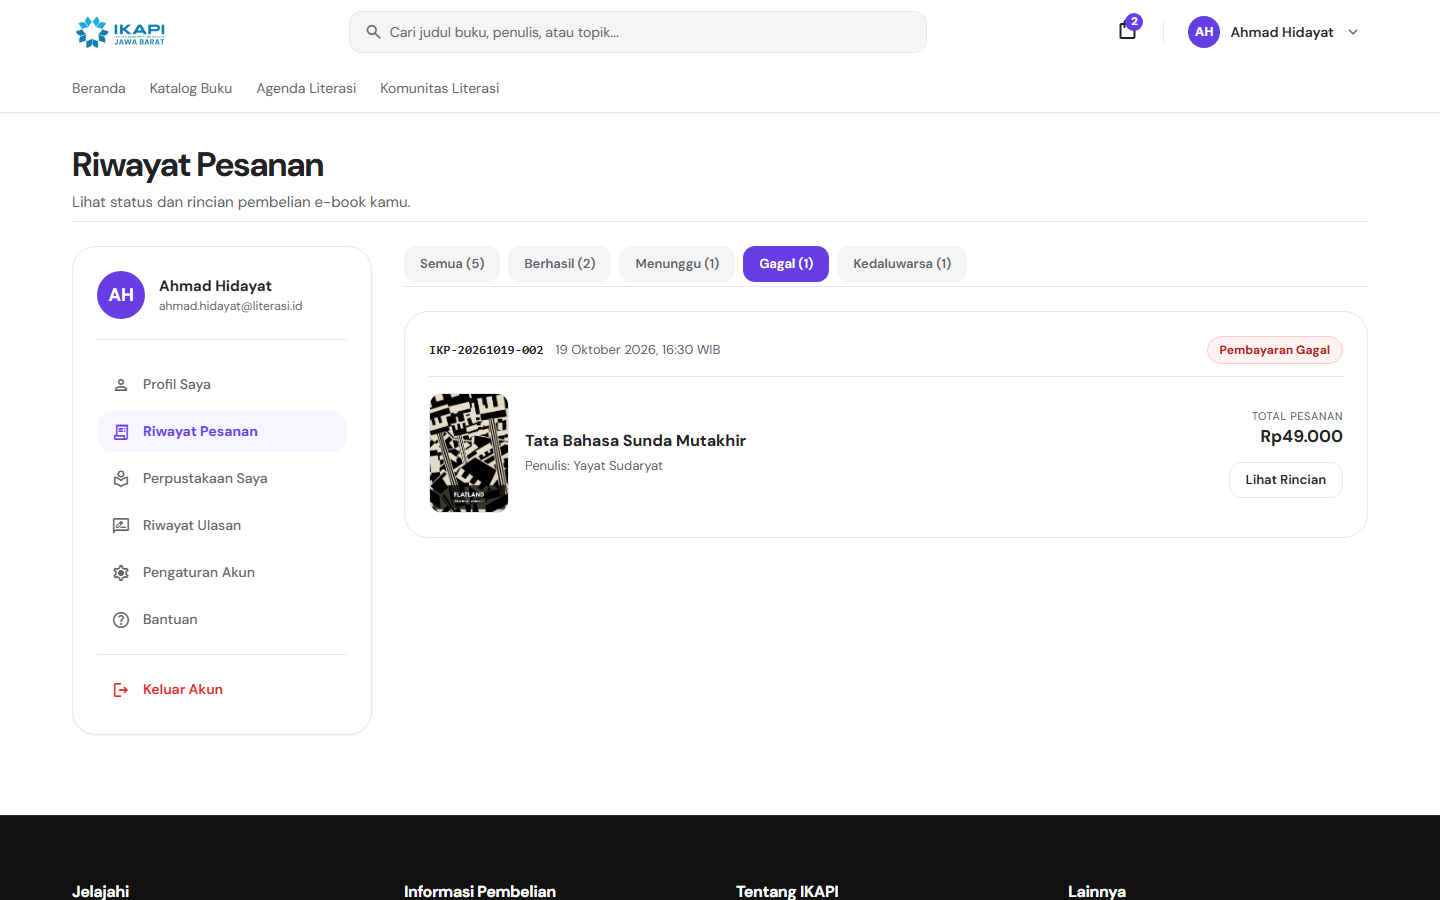 IKAPI
JAWA BARAT
Cari judul buku, penulis, atau topik...
2
AH
Ahmad Hidayat
Beranda
Katalog Buku
Agenda Literasi
Komunitas Literasi
Riwayat Pesanan
Lihat status dan rincian pembelian e-book kamu.
AH
Ahmad Hidayat
ahmad.hidayat@literasi.id
Profil Saya
Riwayat Pesanan
Perpustakaan Saya
Riwayat Ulasan
Pengaturan Akun
Bantuan
Keluar Akun
Semua (5)
Berhasil (2)
Menunggu (1)
Gagal (1)
Kedaluwarsa (1)
IKP-20261019-002
19 Oktober 2026, 16:30 WIB
Pembayaran Gagal
FLATLAND
Tata Bahasa Sunda Mutakhir
Penulis: Yayat Sudaryat
TOTAL PESANAN
Rp49.000
Lihat Rincian
Jelajahi
Informasi Pembelian
Tentang IKAPI
Lainnya